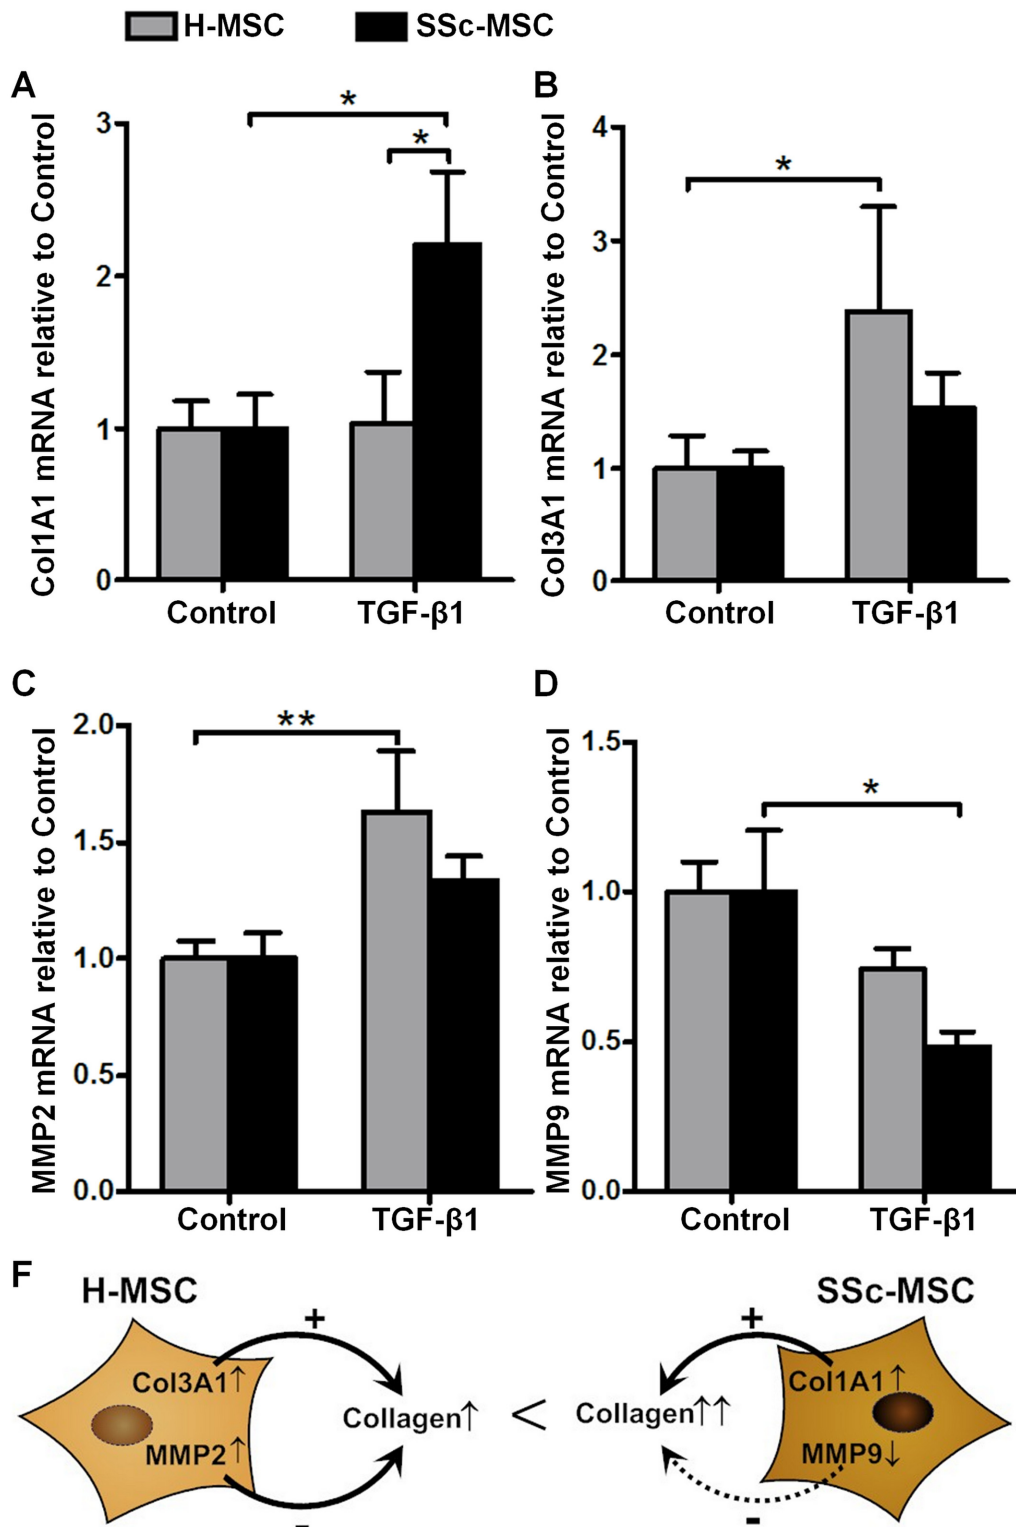 H-MSC SSc-MSC
A
Col1A1 mRNA relative to Control
3
2
1
0
*
*
Control TGF-β1
B
Col3A1 mRNA relative to Control
4
3
2
1
0
*
Control TGF-β1
C
MMP2 mRNA relative to Control
2.0
1.5
1.0
0.5
0.0
**
Control TGF-β1
D
MMP9 mRNA relative to Control
1.5
1.0
0.5
0.0
*
Control TGF-β1
F
H-MSC SSc-MSC
+ +
Col3A1↑ Col1A1↑
Collagen↑ < Collagen↑↑
MMP2↑ MMP9↓
- -